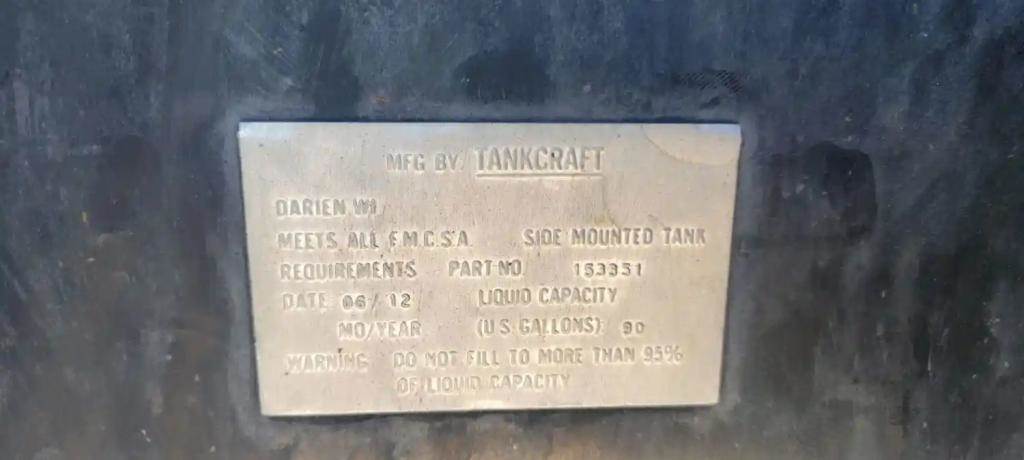 MFG BY. TANKCRAFT
DARIEN WI
MEETS ALL F.M.C.S.A. SIDE MOUNTED TANK
REQUIREMENTS PART NO. 153351
DATE 06/12 LIQUID CAPACITY
MO/YEAR (U.S. GALLONS) 90
WARNING DO NOT FILL TO MORE THAN 95%
OF LIQUID CAPACITY